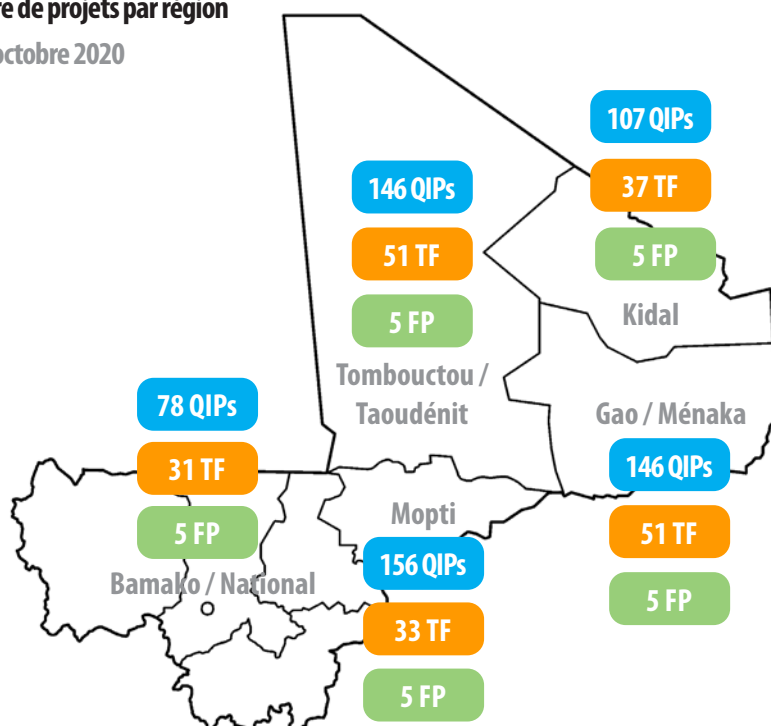 de projets par région
octobre 2020
107 QIPs
37 TF
5 FP
Kidal
146 QIPs
51 TF
5 FP
Tombouctou /
Taoudénit
Gao / Ménaka
146 QIPs
51 TF
5 FP
78 QIPs
31 TF
5 FP
Bamako / National
Mopti
156 QIPs
33 TF
5 FP